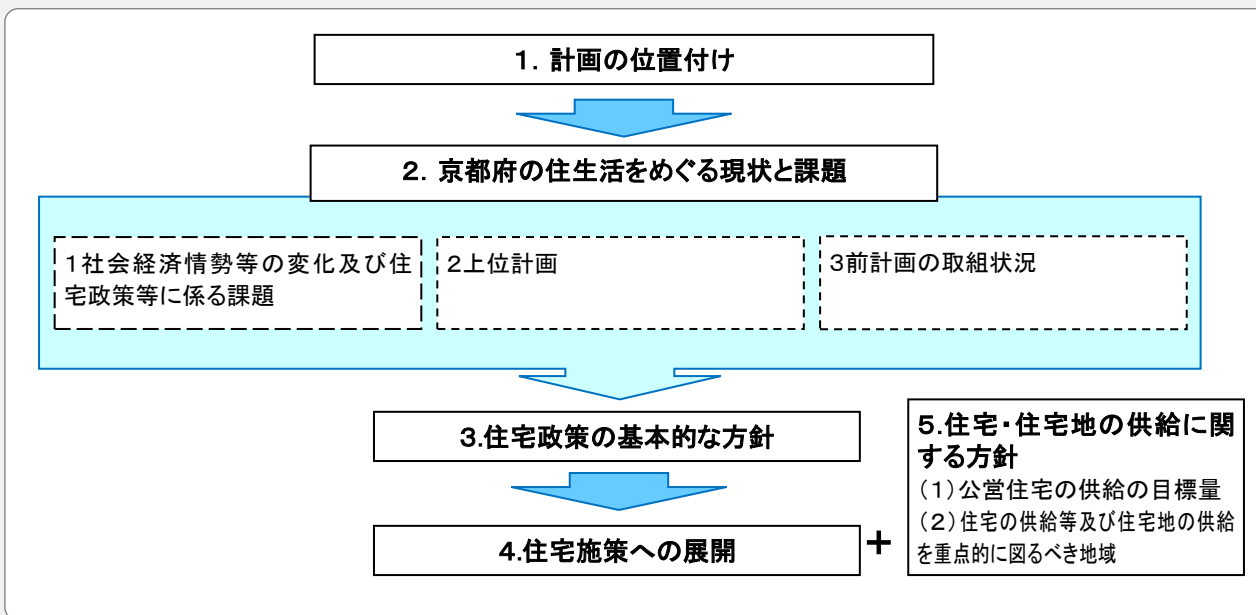 1．計画の位置付け
2．京都府の住生活をめぐる現状と課題
1社会経済情勢等の変化及び住
宅政策等に係る課題
2上位計画
3前計画の取組状況
3.住宅政策の基本的な方針
4.住宅施策への展開
+
5.住宅・住宅地の供給に関
する方針
（1）公営住宅の供給の目標量
（2）住宅の供給等及び住宅地の供給
を重点的に図るべき地域